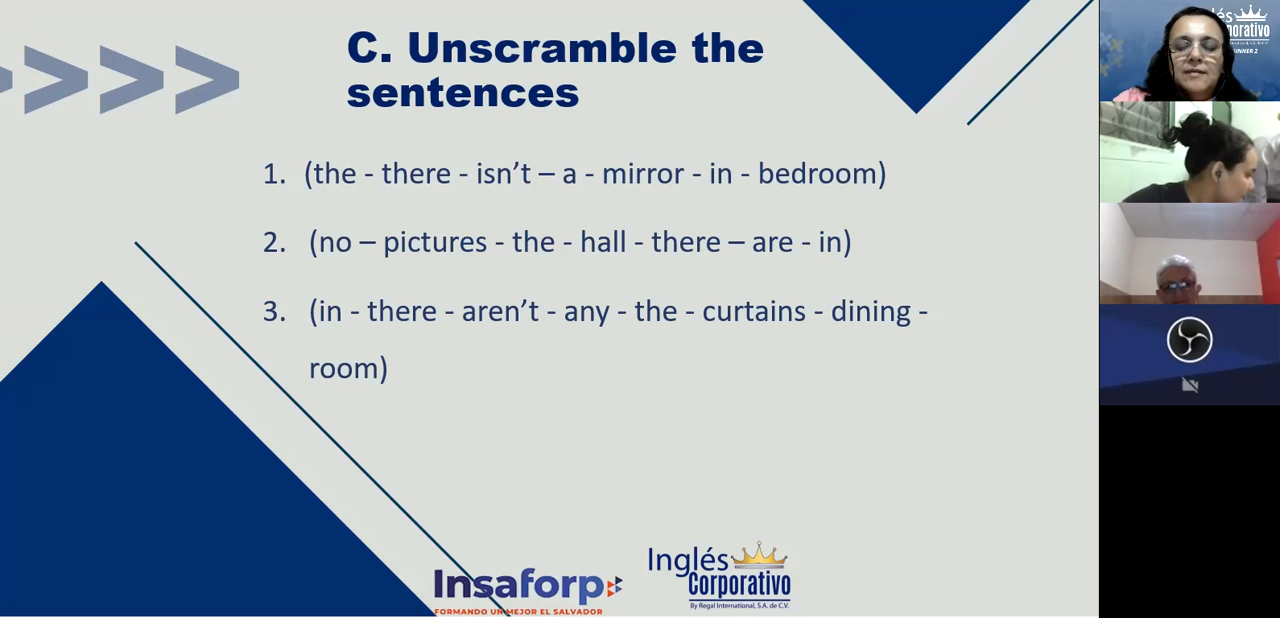 C. Unscramble the
sentences
1. (the - there - isn’t – a - mirror - in - bedroom)
2. (no – pictures - the - hall - there – are - in)
3. (in - there - aren’t - any - the - curtains - dining -
room)
Insaforp
FORMANDO UN MEJOR EL SALVADOR
Inglés
Corporativo
By Regal International, S.A. de C.V.